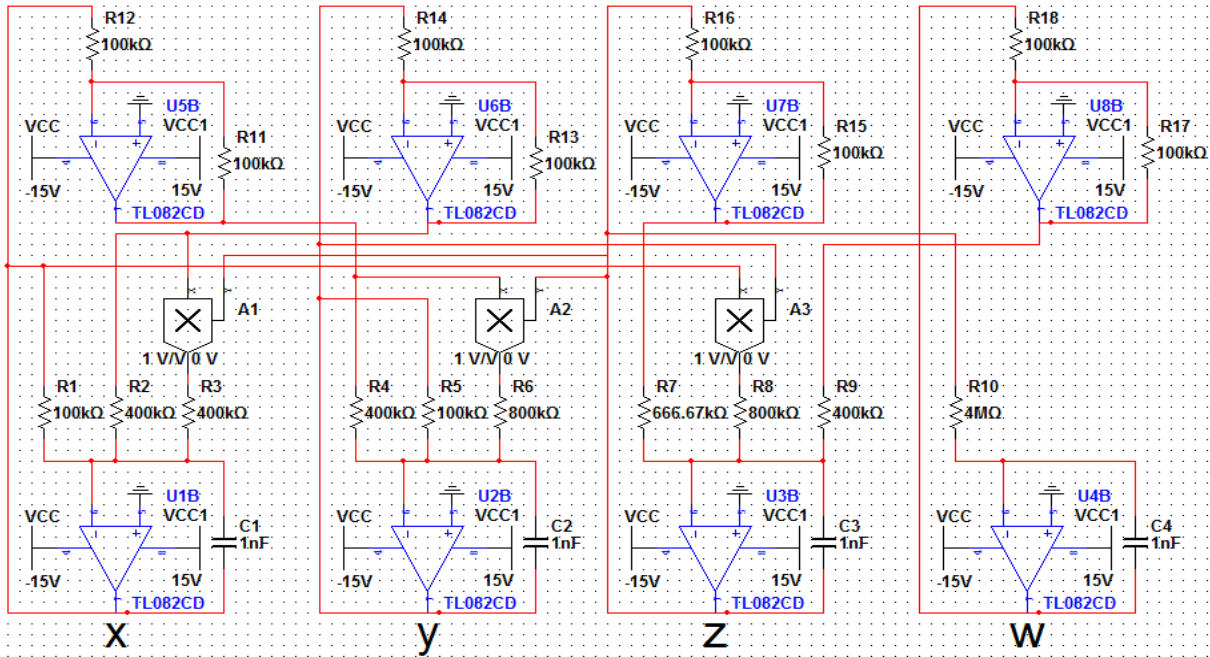 R12
100kΩ
R14
100kΩ
R16
100kΩ
R18
100kΩ
U5B
VCC
VCC1
R11
100kΩ
-15V
15V
TL082CD
U6B
VCC
VCC1
R13
100kΩ
-15V
15V
TL082CD
U7B
VCC
VCC1
R15
100kΩ
-15V
15V
TL082CD
U8B
VCC
VCC1
R17
100kΩ
-15V
15V
TL082CD
A1
1 V/V 0 V
A2
1 V/V 0 V
A3
1 V/V 0 V
R1
100kΩ
R2
400kΩ
R3
400kΩ
R4
400kΩ
R5
100kΩ
R6
800kΩ
R7
666.67kΩ
R8
800kΩ
R9
400kΩ
R10
4MΩ
U1B
VCC
VCC1
C1
1nF
-15V
15V
TL082CD
U2B
VCC
VCC1
C2
1nF
-15V
15V
TL082CD
U3B
VCC
VCC1
C3
1nF
-15V
15V
TL082CD
U4B
VCC
VCC1
C4
1nF
-15V
15V
TL082CD
x
y
z
w